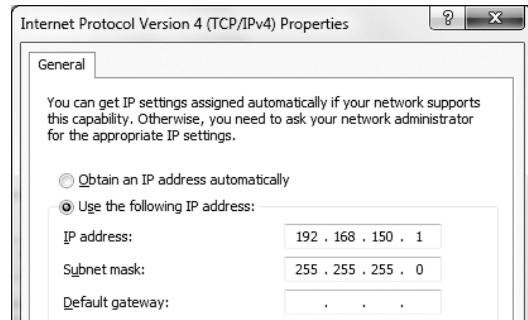 Internet Protocol Version 4 (TCP/IPv4) Properties
? X
General
You can get IP settings assigned automatically if your network supports
this capability. Otherwise, you need to ask your network administrator
for the appropriate IP settings.
Obtain an IP address automatically
Use the following IP address:
IP address: 192 . 168 . 150 . 1
Subnet mask: 255 . 255 . 255 . 0
Default gateway: . . .